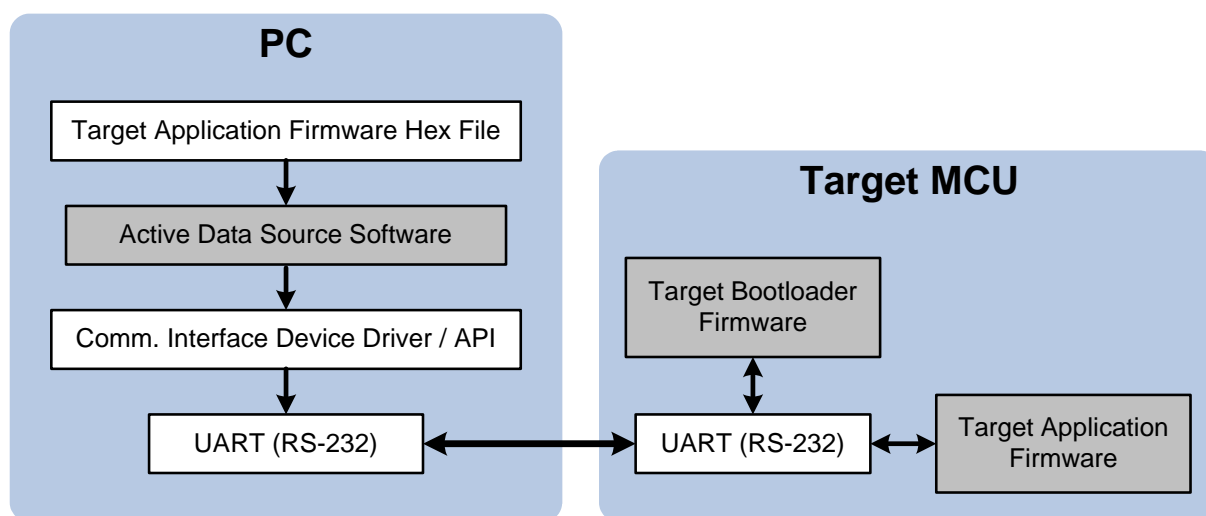 PC
Target Application Firmware Hex File
Active Data Source Software
Comm. Interface Device Driver / API
UART (RS-232)
Target MCU
Target Bootloader
Firmware
UART (RS-232)
Target Application
Firmware